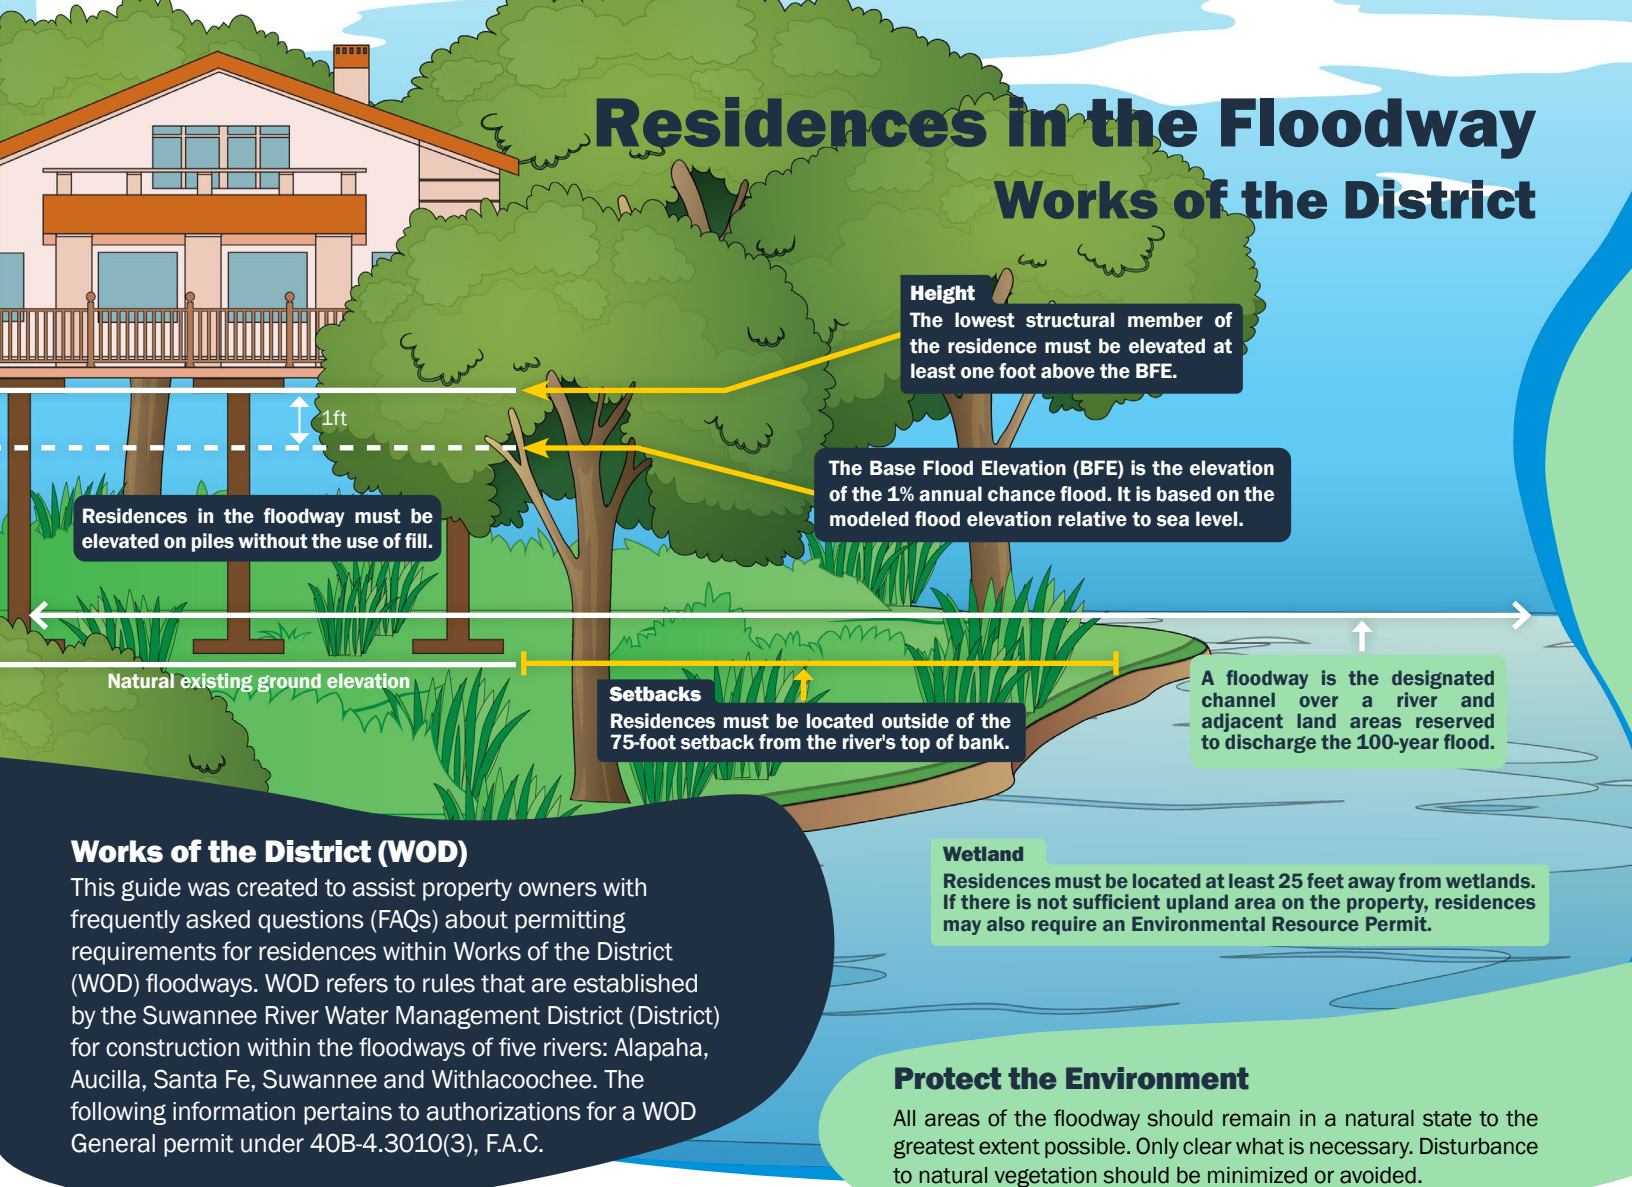 Residences in the Floodway
Works of the District
Height
The lowest structural member of
the residence must be elevated at
least one foot above the BFE.
1ft
The Base Flood Elevation (BFE) is the elevation
of the 1% annual chance flood. It is based on the
modeled flood elevation relative to sea level.
Residences in the floodway must be
elevated on piles without the use of fill.
Natural existing ground elevation
Setbacks
Residences must be located outside of the
75-foot setback from the river's top of bank.
A floodway is the designated
channel over a river and
adjacent land areas reserved
to discharge the 100-year flood.
Works of the District (WOD)
This guide was created to assist property owners with
frequently asked questions (FAQs) about permitting
requirements for residences within Works of the District
(WOD) floodways. WOD refers to rules that are established
by the Suwannee River Water Management District (District)
for construction within the floodways of five rivers: Alapaha,
Aucilla, Santa Fe, Suwannee and Withlacoochee. The
following information pertains to authorizations for a WOD
General permit under 40B-4.3010(3), F.A.C.
Wetland
Residences must be located at least 25 feet away from wetlands.
If there is not sufficient upland area on the property, residences
may also require an Environmental Resource Permit.
Protect the Environment
All areas of the floodway should remain in a natural state to the
greatest extent possible. Only clear what is necessary. Disturbance
to natural vegetation should be minimized or avoided.